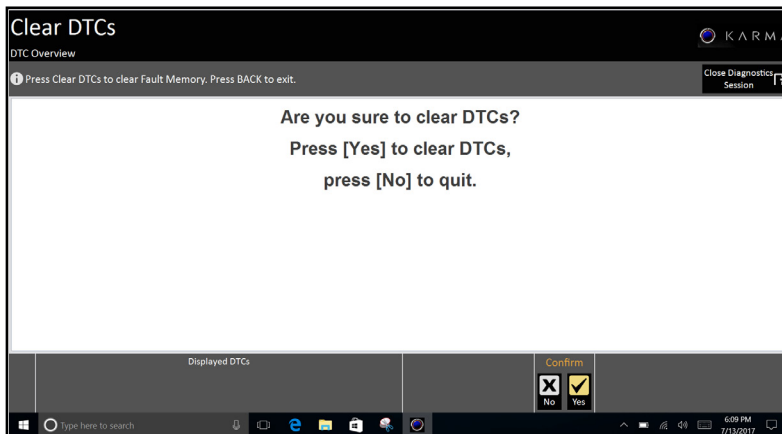 Clear DTCs
KARMA
DTC Overview
Press Clear DTCs to clear Fault Memory. Press BACK to exit.
Close Diagnostics
Session
Are you sure to clear DTCs?
Press [Yes] to clear DTCs,
press [No] to quit.
Displayed DTCs
Confirm
No
Yes
Type here to search
6:09 PM
7/13/2017